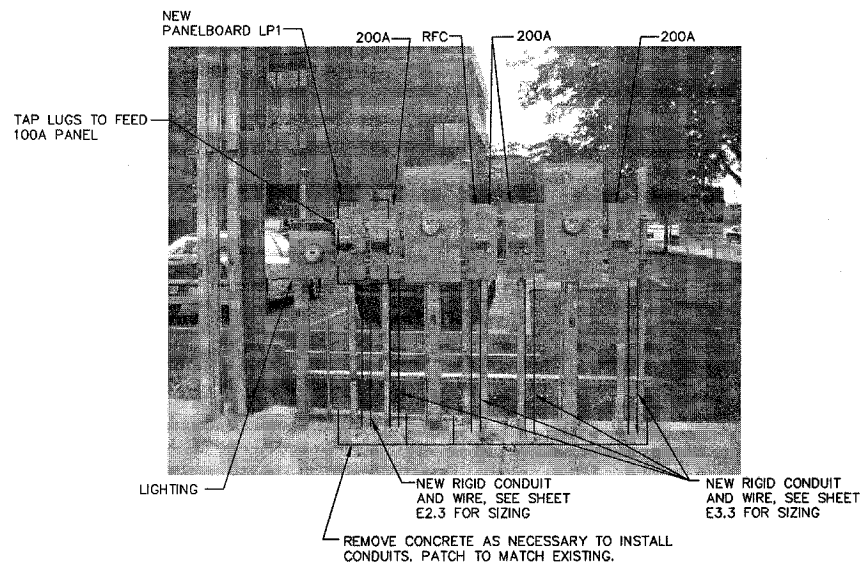 NEW
PANELBOARD LP1
200A
RFC
200A
200A
TAP LUGS TO FEED
100A PANEL
LIGHTING
NEW RIGID CONDUIT
AND WIRE, SEE SHEET
E2.3 FOR SIZING
NEW RIGID CONDUIT
AND WIRE, SEE SHEET
E3.3 FOR SIZING
REMOVE CONCRETE AS NECESSARY TO INSTALL
CONDUITS. PATCH TO MATCH EXISTING.